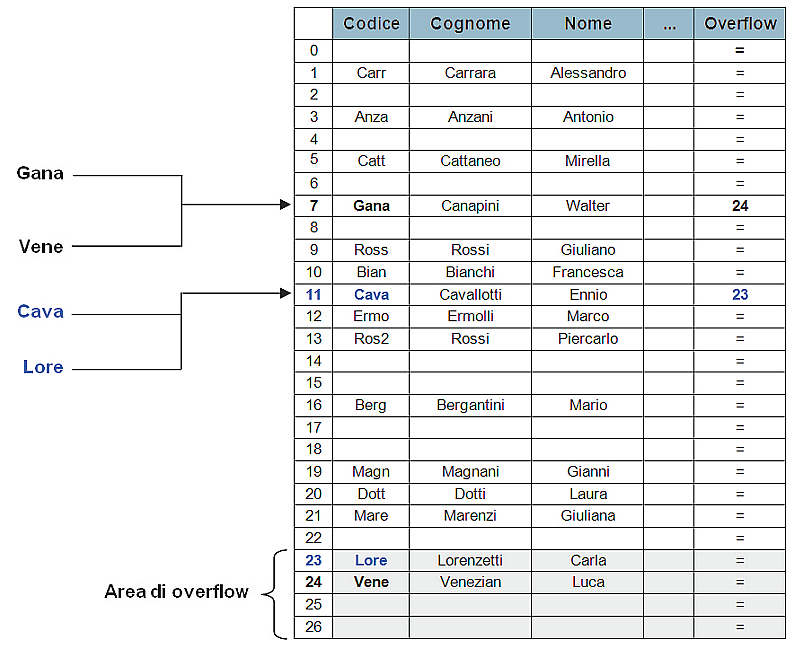 Codice Cognome Nome ... Overflow
0 =
1 Carr Carrara Alessandro =
2 =
3 Anza Anzani Antonio =
4 =
5 Catt Cattaneo Mirella =
6 =
Gana
7 Gana Canapini Walter 24
8 =
Vene
9 Ross Rossi Giuliano =
10 Bian Bianchi Francesca =
11 Cava Cavallotti Ennio 23
Cava
12 Ermo Ermolli Marco =
13 Ros2 Rossi Piercarlo =
Lore
14 =
15 =
16 Berg Bergantini Mario =
17 =
18 =
19 Magn Magnani Gianni =
20 Dott Dotti Laura =
21 Mare Marenzi Giuliana =
22 =
23 Lore Lorenzetti Carla =
24 Vene Venezian Luca =
Area di overflow
25 =
26 =